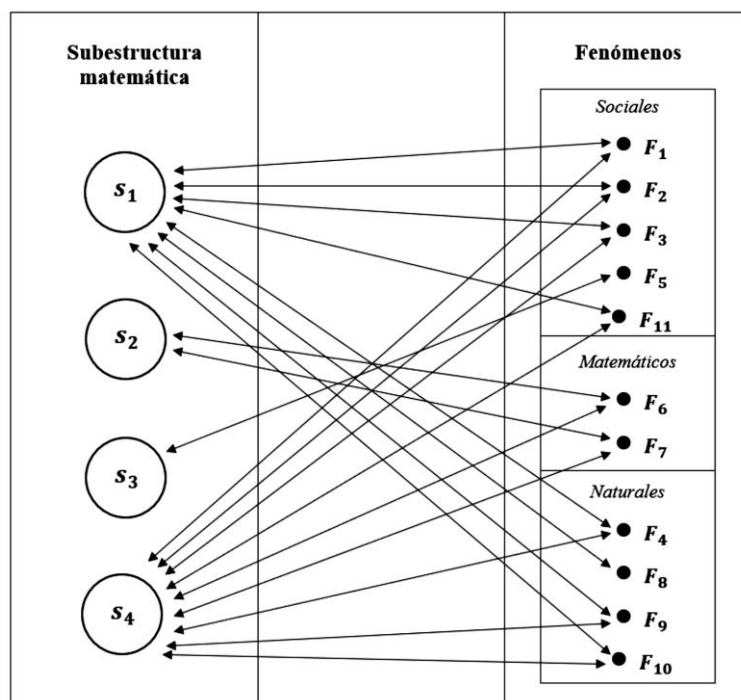 Subestructura
matemática
Fenómenos
Sociales
s₁
F₁
F₂
F₃
F₅
F₁₁
s₂
Matemáticos
F₆
F₇
s₃
Naturales
F₄
F₈
s₄
F₉
F₁₀